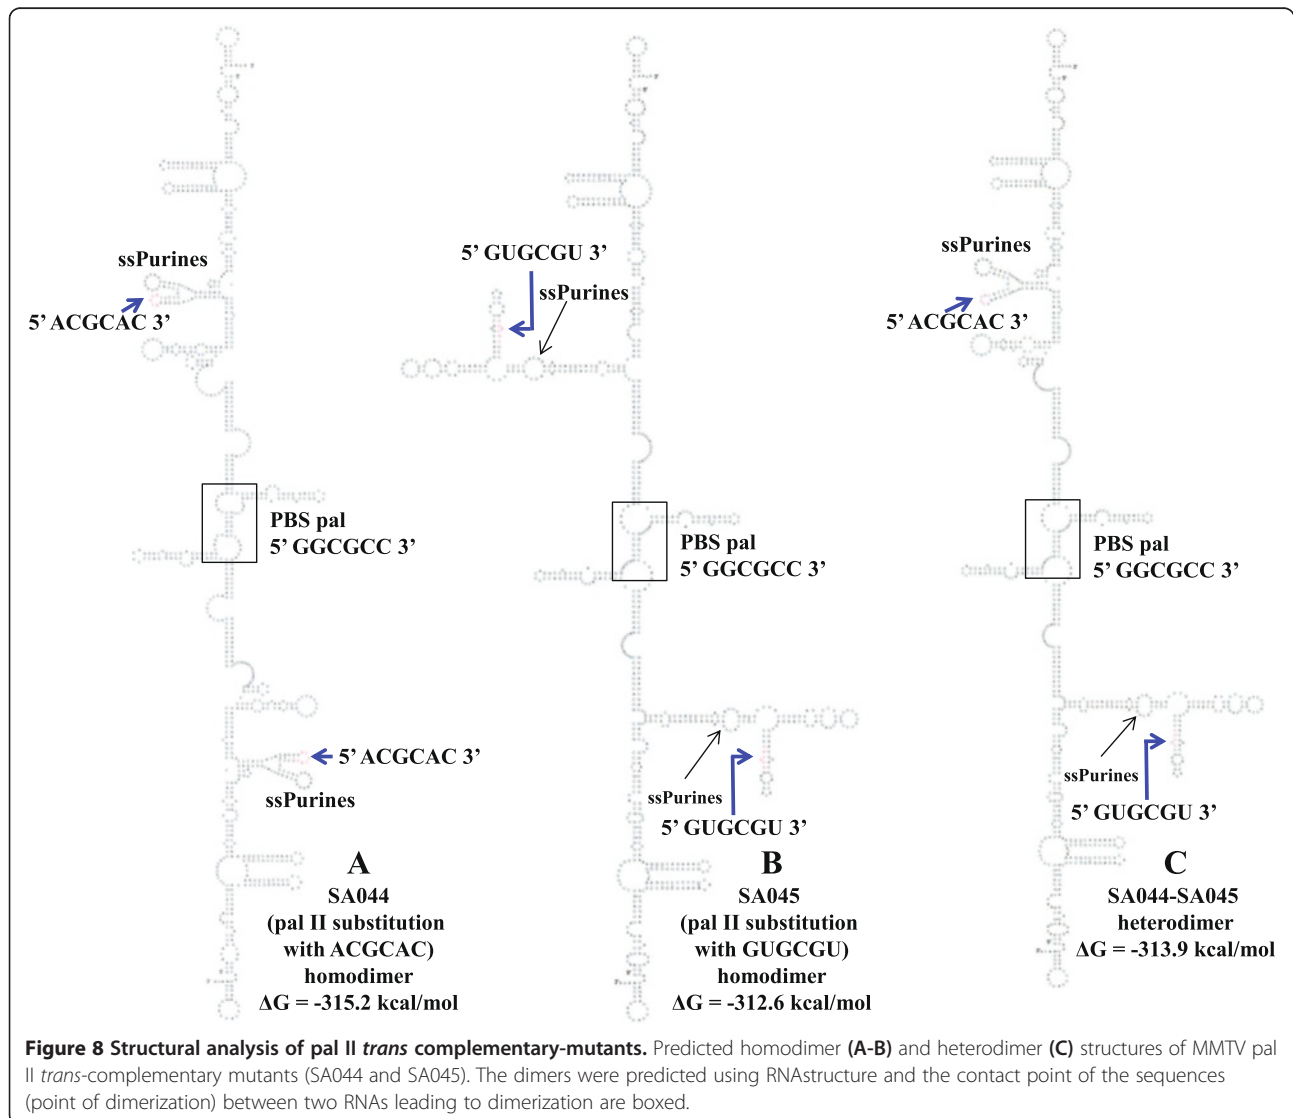 ssPurines
5’ ACGCAC 3’
5’ GUGCGU 3’
ssPurines
ssPurines
5’ ACGCAC 3’
PBS pal
5’ GGCGCC 3’
PBS pal
5’ GGCGCC 3’
PBS pal
5’ GGCGCC 3’
5’ ACGCAC 3’
ssPurines
ssPurines
5’ GUGCGU 3’
ssPurines
5’ GUGCGU 3’
A
SA044
(pal II substitution
with ACGCAC)
homodimer
ΔG = -315.2 kcal/mol
B
SA045
(pal II substitution
with GUGCGU)
homodimer
ΔG = -312.6 kcal/mol
C
SA044-SA045
heterodimer
ΔG = -313.9 kcal/mol
Figure 8 Structural analysis of pal II trans complementary-mutants. Predicted homodimer (A-B) and heterodimer (C) structures of MMTV pal
II trans-complementary mutants (SA044 and SA045). The dimers were predicted using RNAstructure and the contact point of the sequences
(point of dimerization) between two RNAs leading to dimerization are boxed.